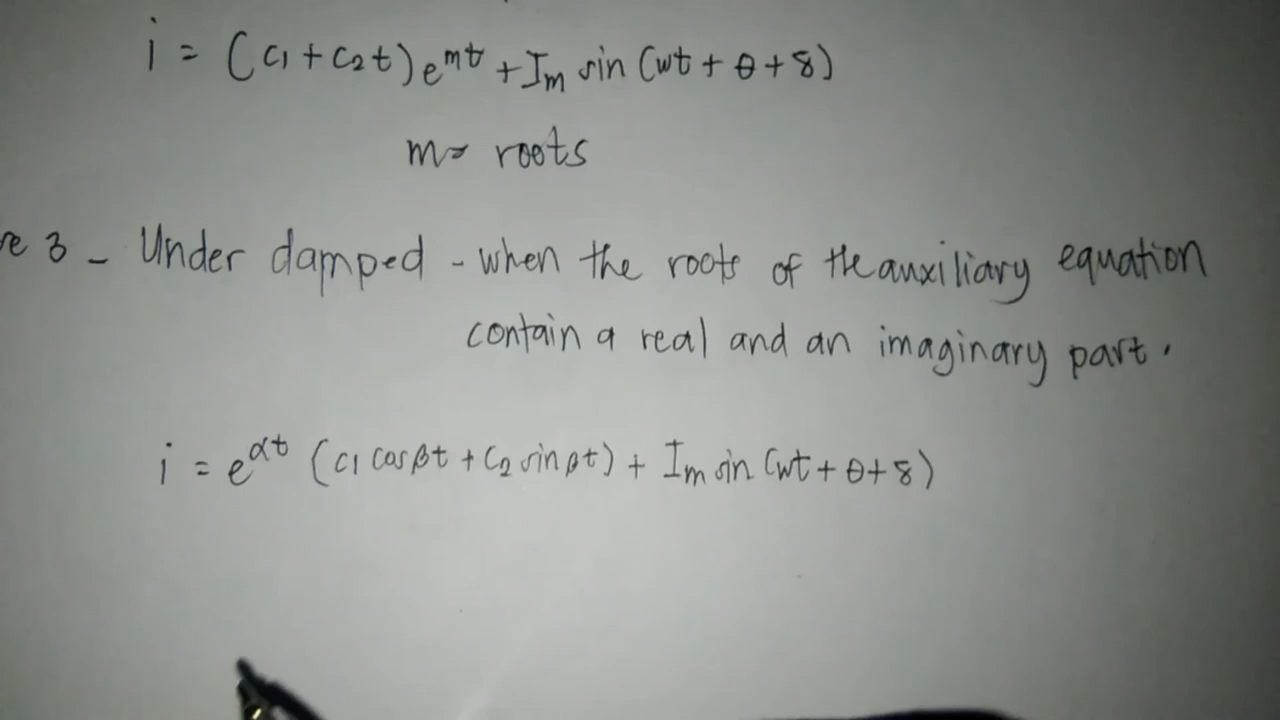 i = (c1 + c2t) e^mt + Im sin (wt + θ + 8)
m = roots
re 3 - Under damped - when the roots of the auxiliary equation
contain a real and an imaginary part.
i = e^αt (c1 cos βt + c2 sin βt) + Im sin (wt + θ + 8)